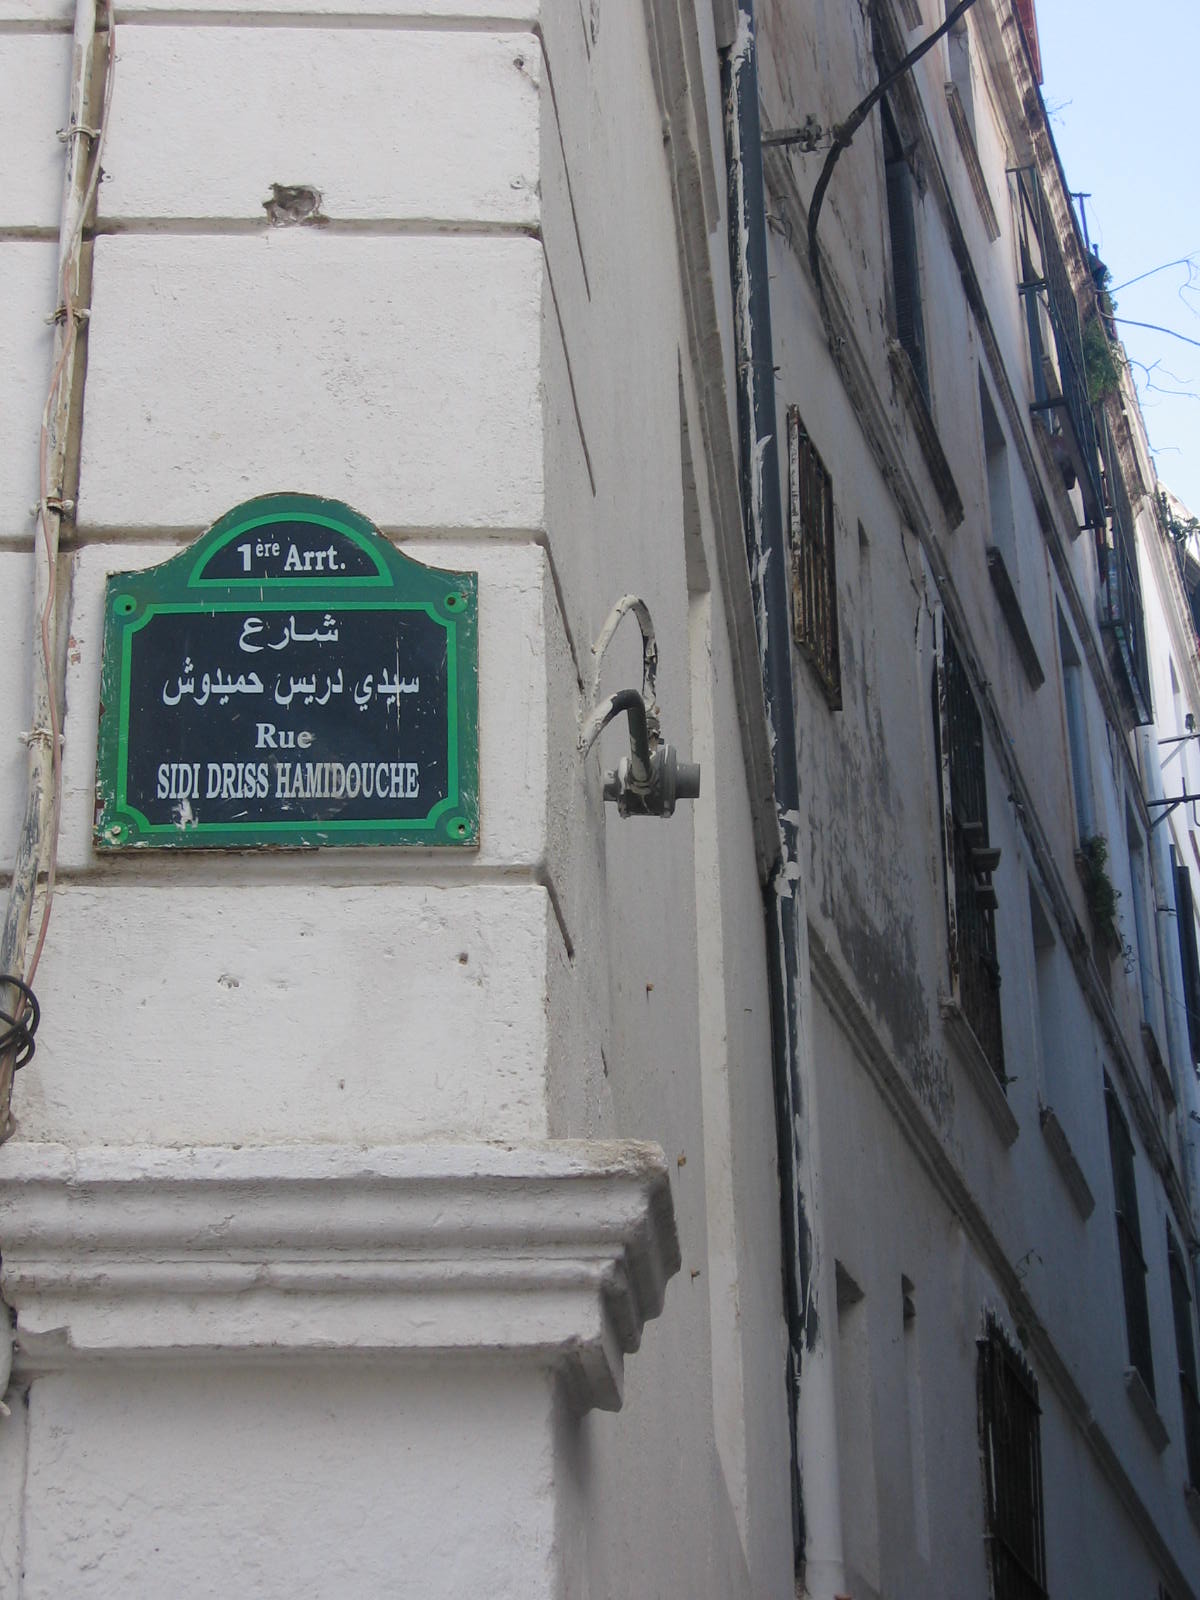 1ère Arrt.
شارع
سيدي دريس حميدوش
Rue
SIDI DRISS HAMIDOUCHE